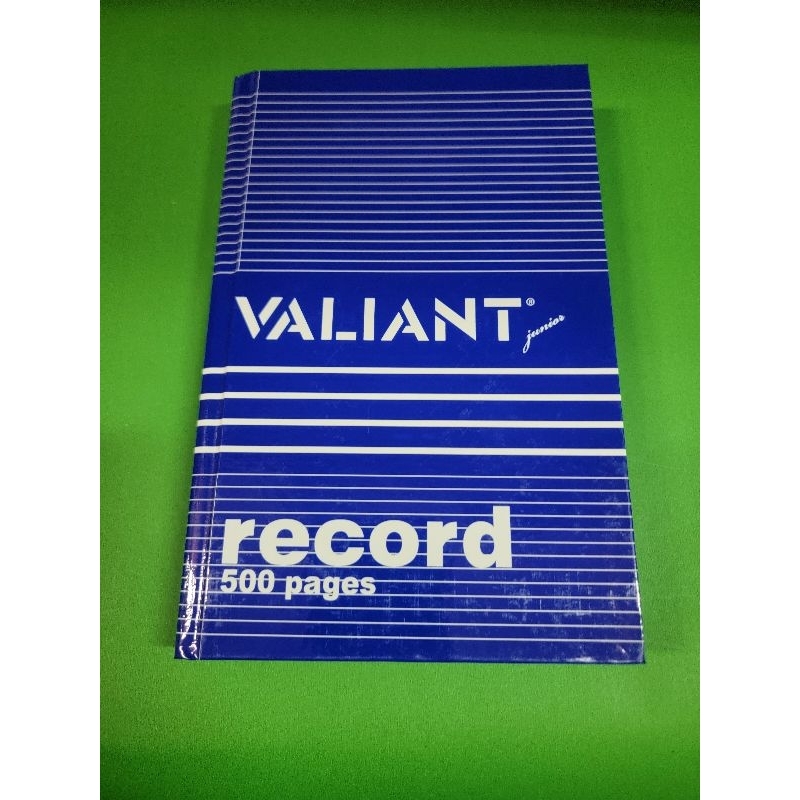 VALIANT®
junior
record
500 pages